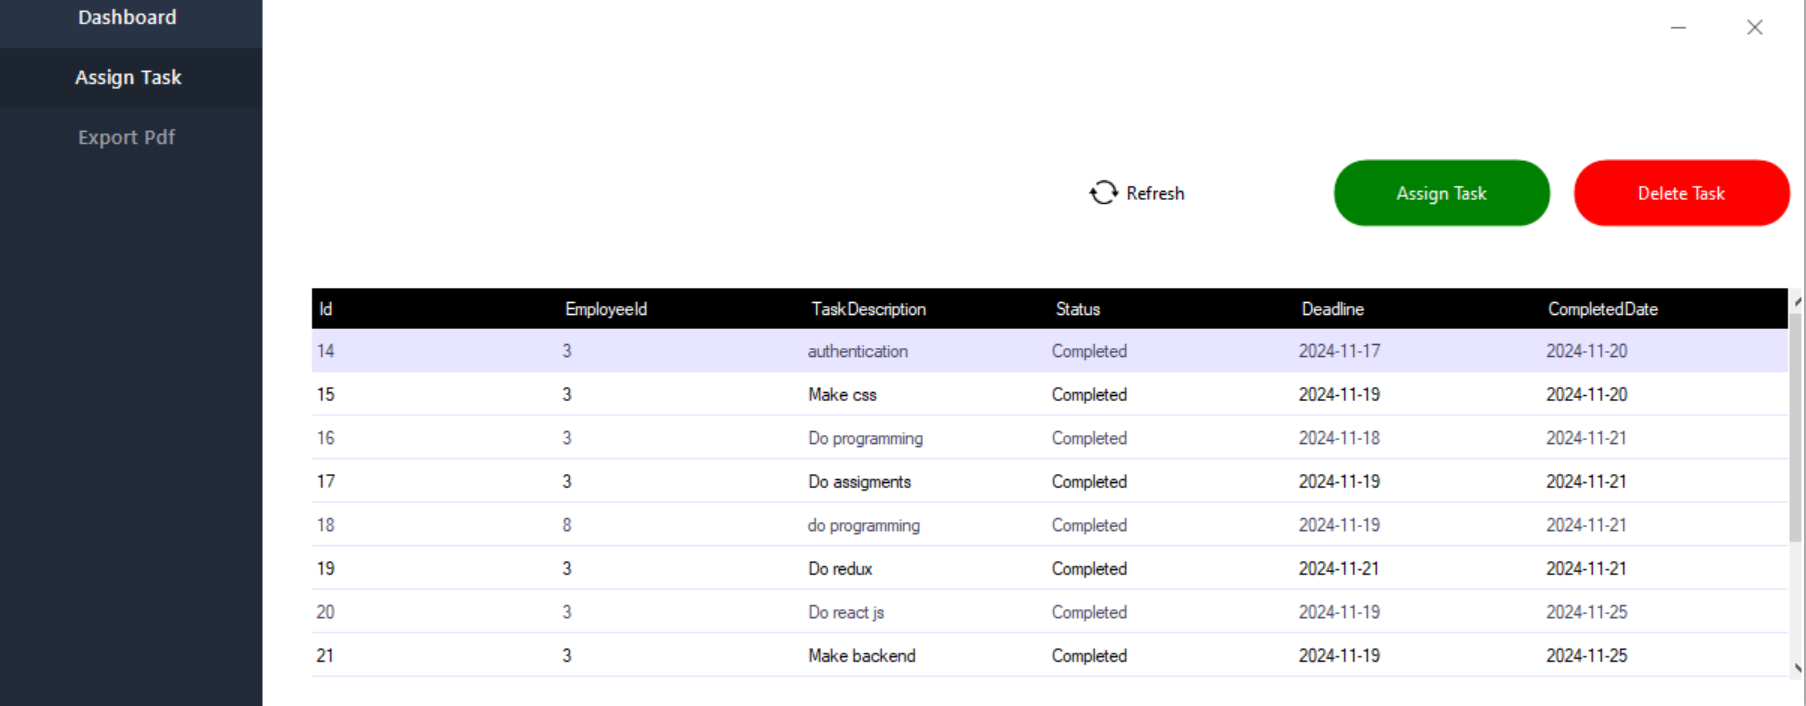 Dashboard
Assign Task
Export Pdf
Refresh
Assign Task
Delete Task
Id EmployeeId TaskDescription Status Deadline CompletedDate
14 3 authentication Completed 2024-11-17 2024-11-20
15 3 Make css Completed 2024-11-19 2024-11-20
16 3 Do programming Completed 2024-11-18 2024-11-21
17 3 Do assigments Completed 2024-11-19 2024-11-21
18 8 do programming Completed 2024-11-19 2024-11-21
19 3 Do redux Completed 2024-11-21 2024-11-21
20 3 Do react js Completed 2024-11-19 2024-11-25
21 3 Make backend Completed 2024-11-19 2024-11-25